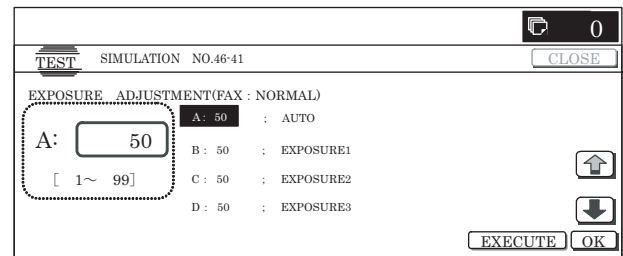 0
TEST SIMULATION NO.46-41 CLOSE
EXPOSURE ADJUSTMENT(FAX : NORMAL)
A: 50
[ 1～ 99]
A : 50 ; AUTO
B : 50 ; EXPOSURE1
C : 50 ; EXPOSURE2
D : 50 ; EXPOSURE3
EXECUTE OK